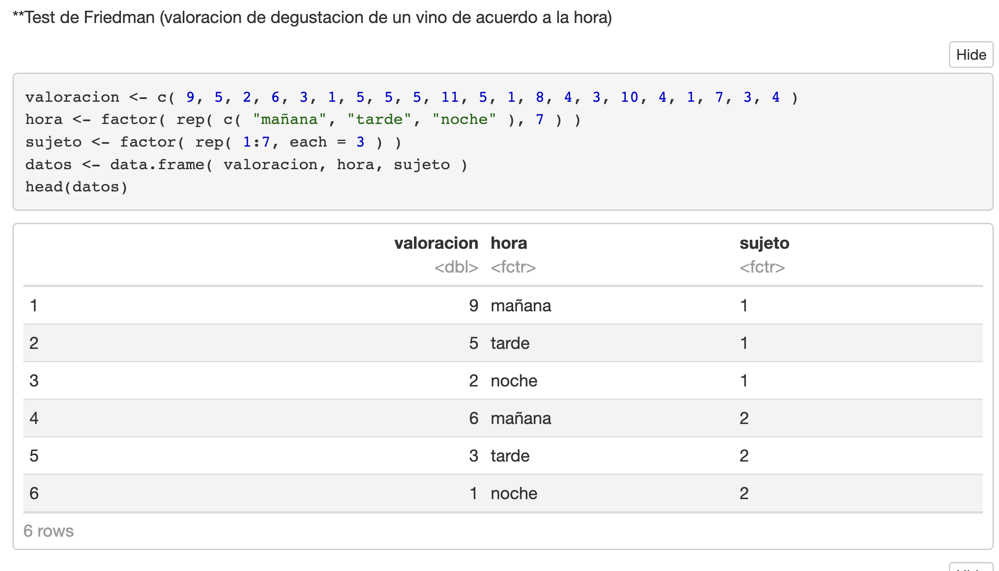 **Test de Friedman (valoracion de degustacion de un vino de acuerdo a la hora)
Hide
valoracion <- c( 9, 5, 2, 6, 3, 1, 5, 5, 5, 11, 5, 1, 8, 4, 3, 10, 4, 1, 7, 3, 4 )
hora <- factor( rep( c( "mañana", "tarde", "noche" ), 7 ) )
sujeto <- factor( rep( 1:7, each = 3 ) )
datos <- data.frame( valoracion, hora, sujeto )
head(datos)
valoracion hora sujeto
<dbl> <fctr> <fctr>
1 9 mañana 1
2 5 tarde 1
3 2 noche 1
4 6 mañana 2
5 3 tarde 2
6 1 noche 2
6 rows